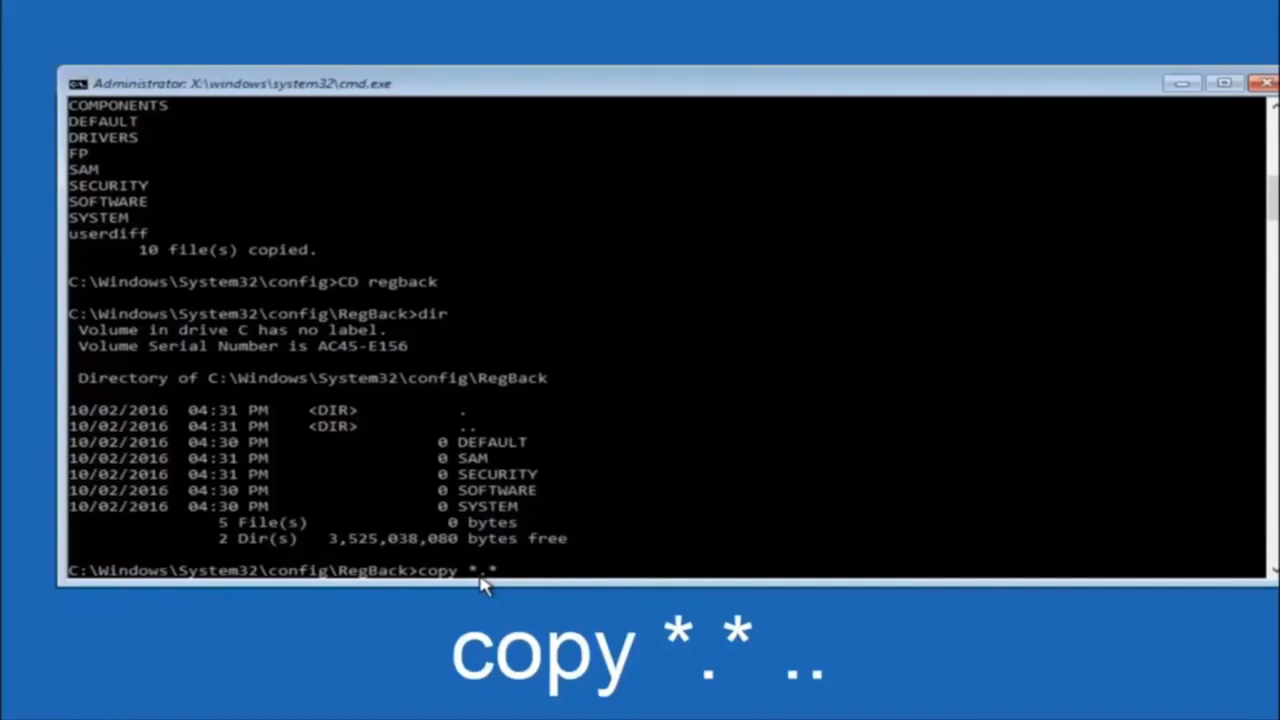 Administrator: X:\windows\system32\cmd.exe
COMPONENTS
DEFAULT
DRIVERS
FP
SAM
SECURITY
SOFTWARE
SYSTEM
userdiff
10 file(s) copied.
C:\Windows\System32\config>CD regback
C:\Windows\System32\config\RegBack>dir
Volume in drive C has no label.
Volume Serial Number is AC45-E156
Directory of C:\Windows\System32\config\RegBack
10/02/2016 04:31 PM <DIR> .
10/02/2016 04:31 PM <DIR> ..
10/02/2016 04:30 PM 0 DEFAULT
10/02/2016 04:31 PM 0 SAM
10/02/2016 04:31 PM 0 SECURITY
10/02/2016 04:30 PM 0 SOFTWARE
10/02/2016 04:30 PM 0 SYSTEM
5 File(s) 0 bytes
2 Dir(s) 3,525,038,080 bytes free
C:\Windows\System32\config\RegBack>copy *.*
copy *.* ..